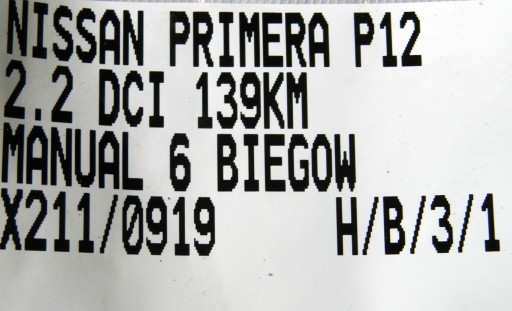 NISSAN PRIMERA P12
2.2 DCI 139KM
MANUAL 6 BIEGOW
X211/0919 H/B/3/1